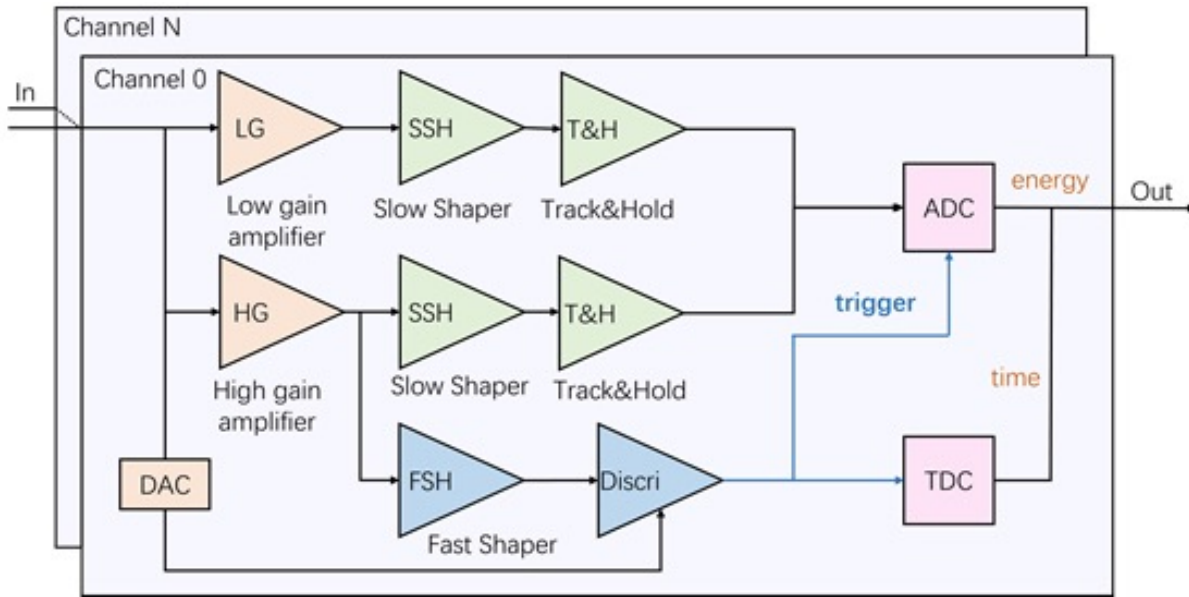 Channel N
Channel 0
In
LG
SSH
T&H
Low gain
amplifier
Slow Shaper
Track&Hold
ADC
energy
Out
HG
SSH
T&H
trigger
High gain
amplifier
Slow Shaper
Track&Hold
time
DAC
FSH
Discri
TDC
Fast Shaper